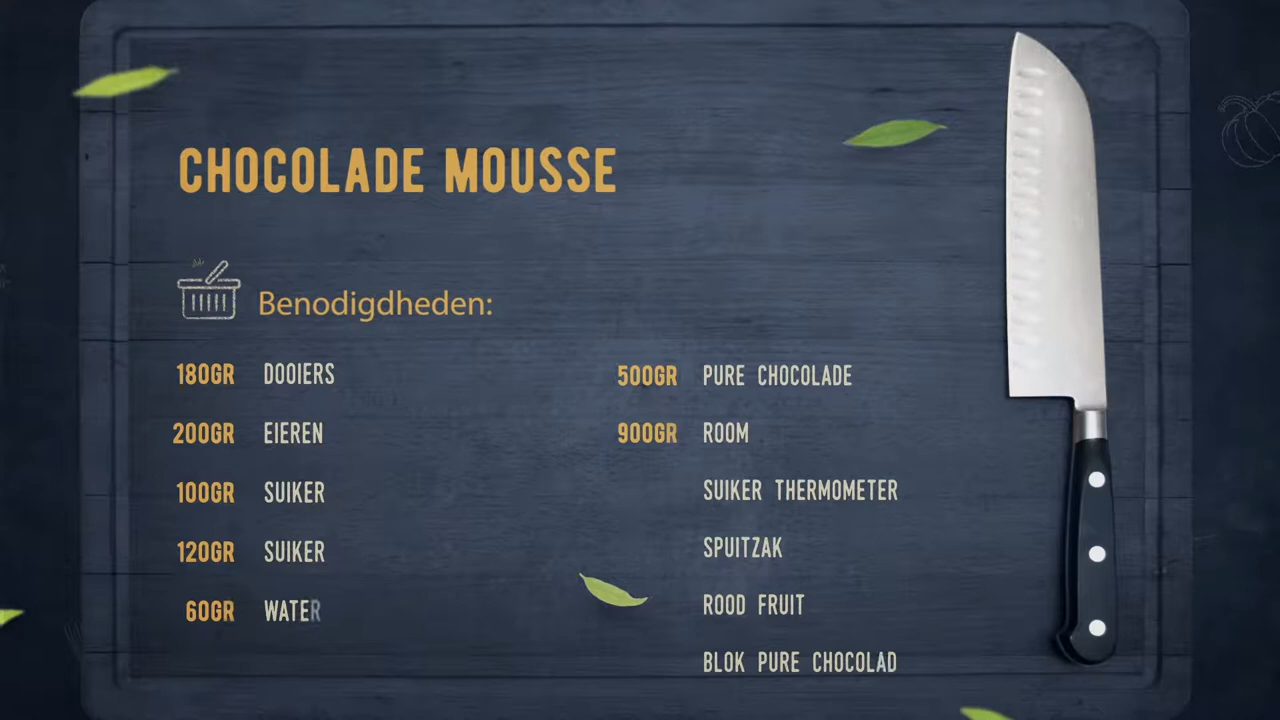 CHOCOLADE MOUSSE
Benodigdheden:
180GR DOOIERS
200GR EIEREN
100GR SUIKER
120GR SUIKER
60GR WATER
500GR PURE CHOCOLADE
900GR ROOM
SUIKER THERMOMETER
SPUITZAK
ROOD FRUIT
BLOK PURE CHOCOLAD